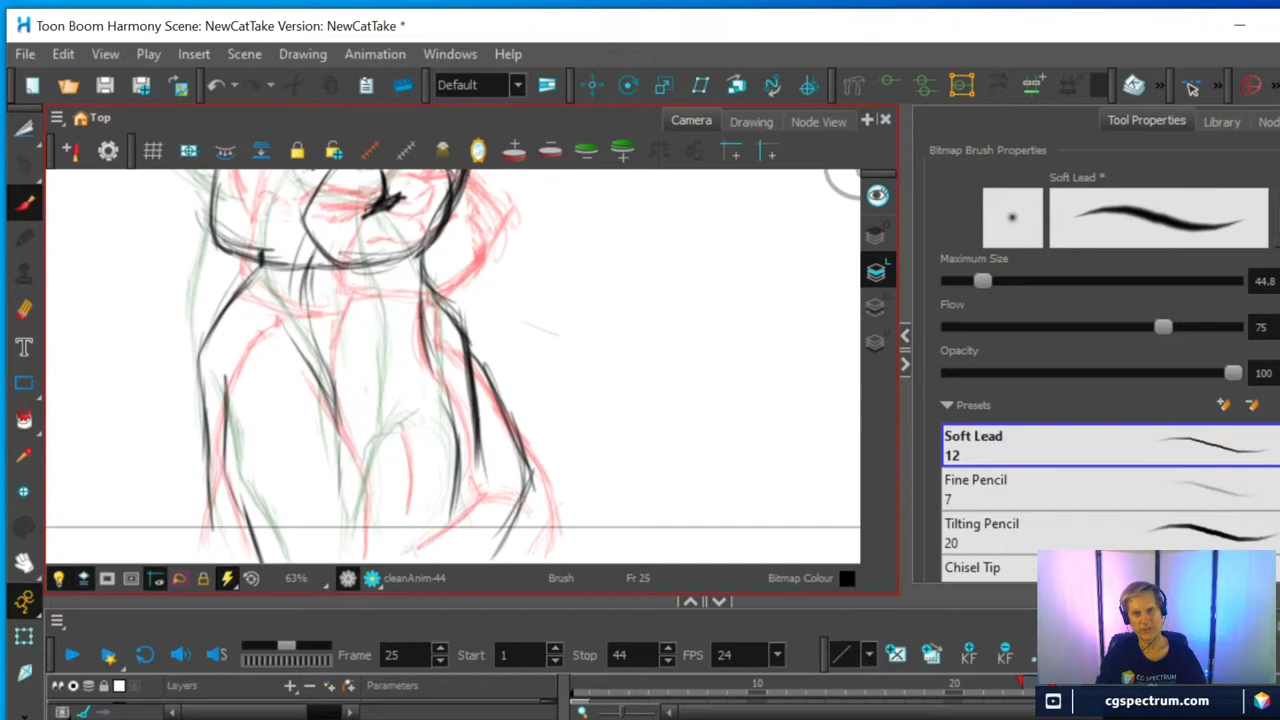 Toon Boom Harmony Scene: NewCatTake Version: NewCatTake *
File Edit View Play Insert Scene Drawing Animation Windows Help
Default
Top Camera Drawing Node View
Tool Properties Library Nod
Bitmap Brush Properties
Soft Lead *
Maximum Size
44.8
Flow
75
Opacity
100
Presets
Soft Lead
12
Fine Pencil
7
Tilting Pencil
20
Chisel Tip
63% cleanAnim-44 Brush Fr 25 Bitmap Colour
Frame 25 Start 1 Stop 44 FPS 24
Layers Parameters 10 20
CG SPECTRUM
cgspectrum.com